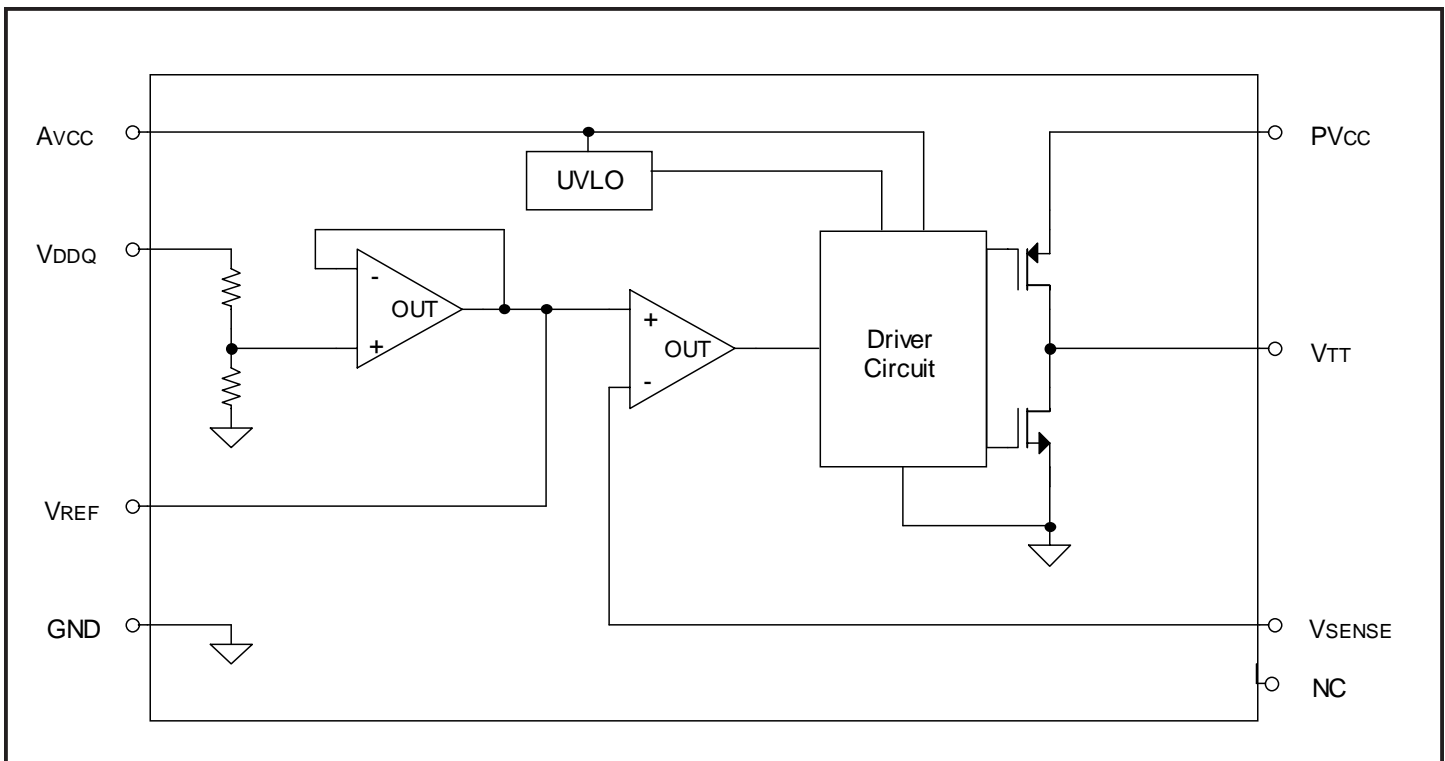 AVCC
PVCC
UVLO
VDDQ
-
OUT
+
+
OUT
-
Driver
Circuit
VTT
VREF
GND
VSENSE
NC